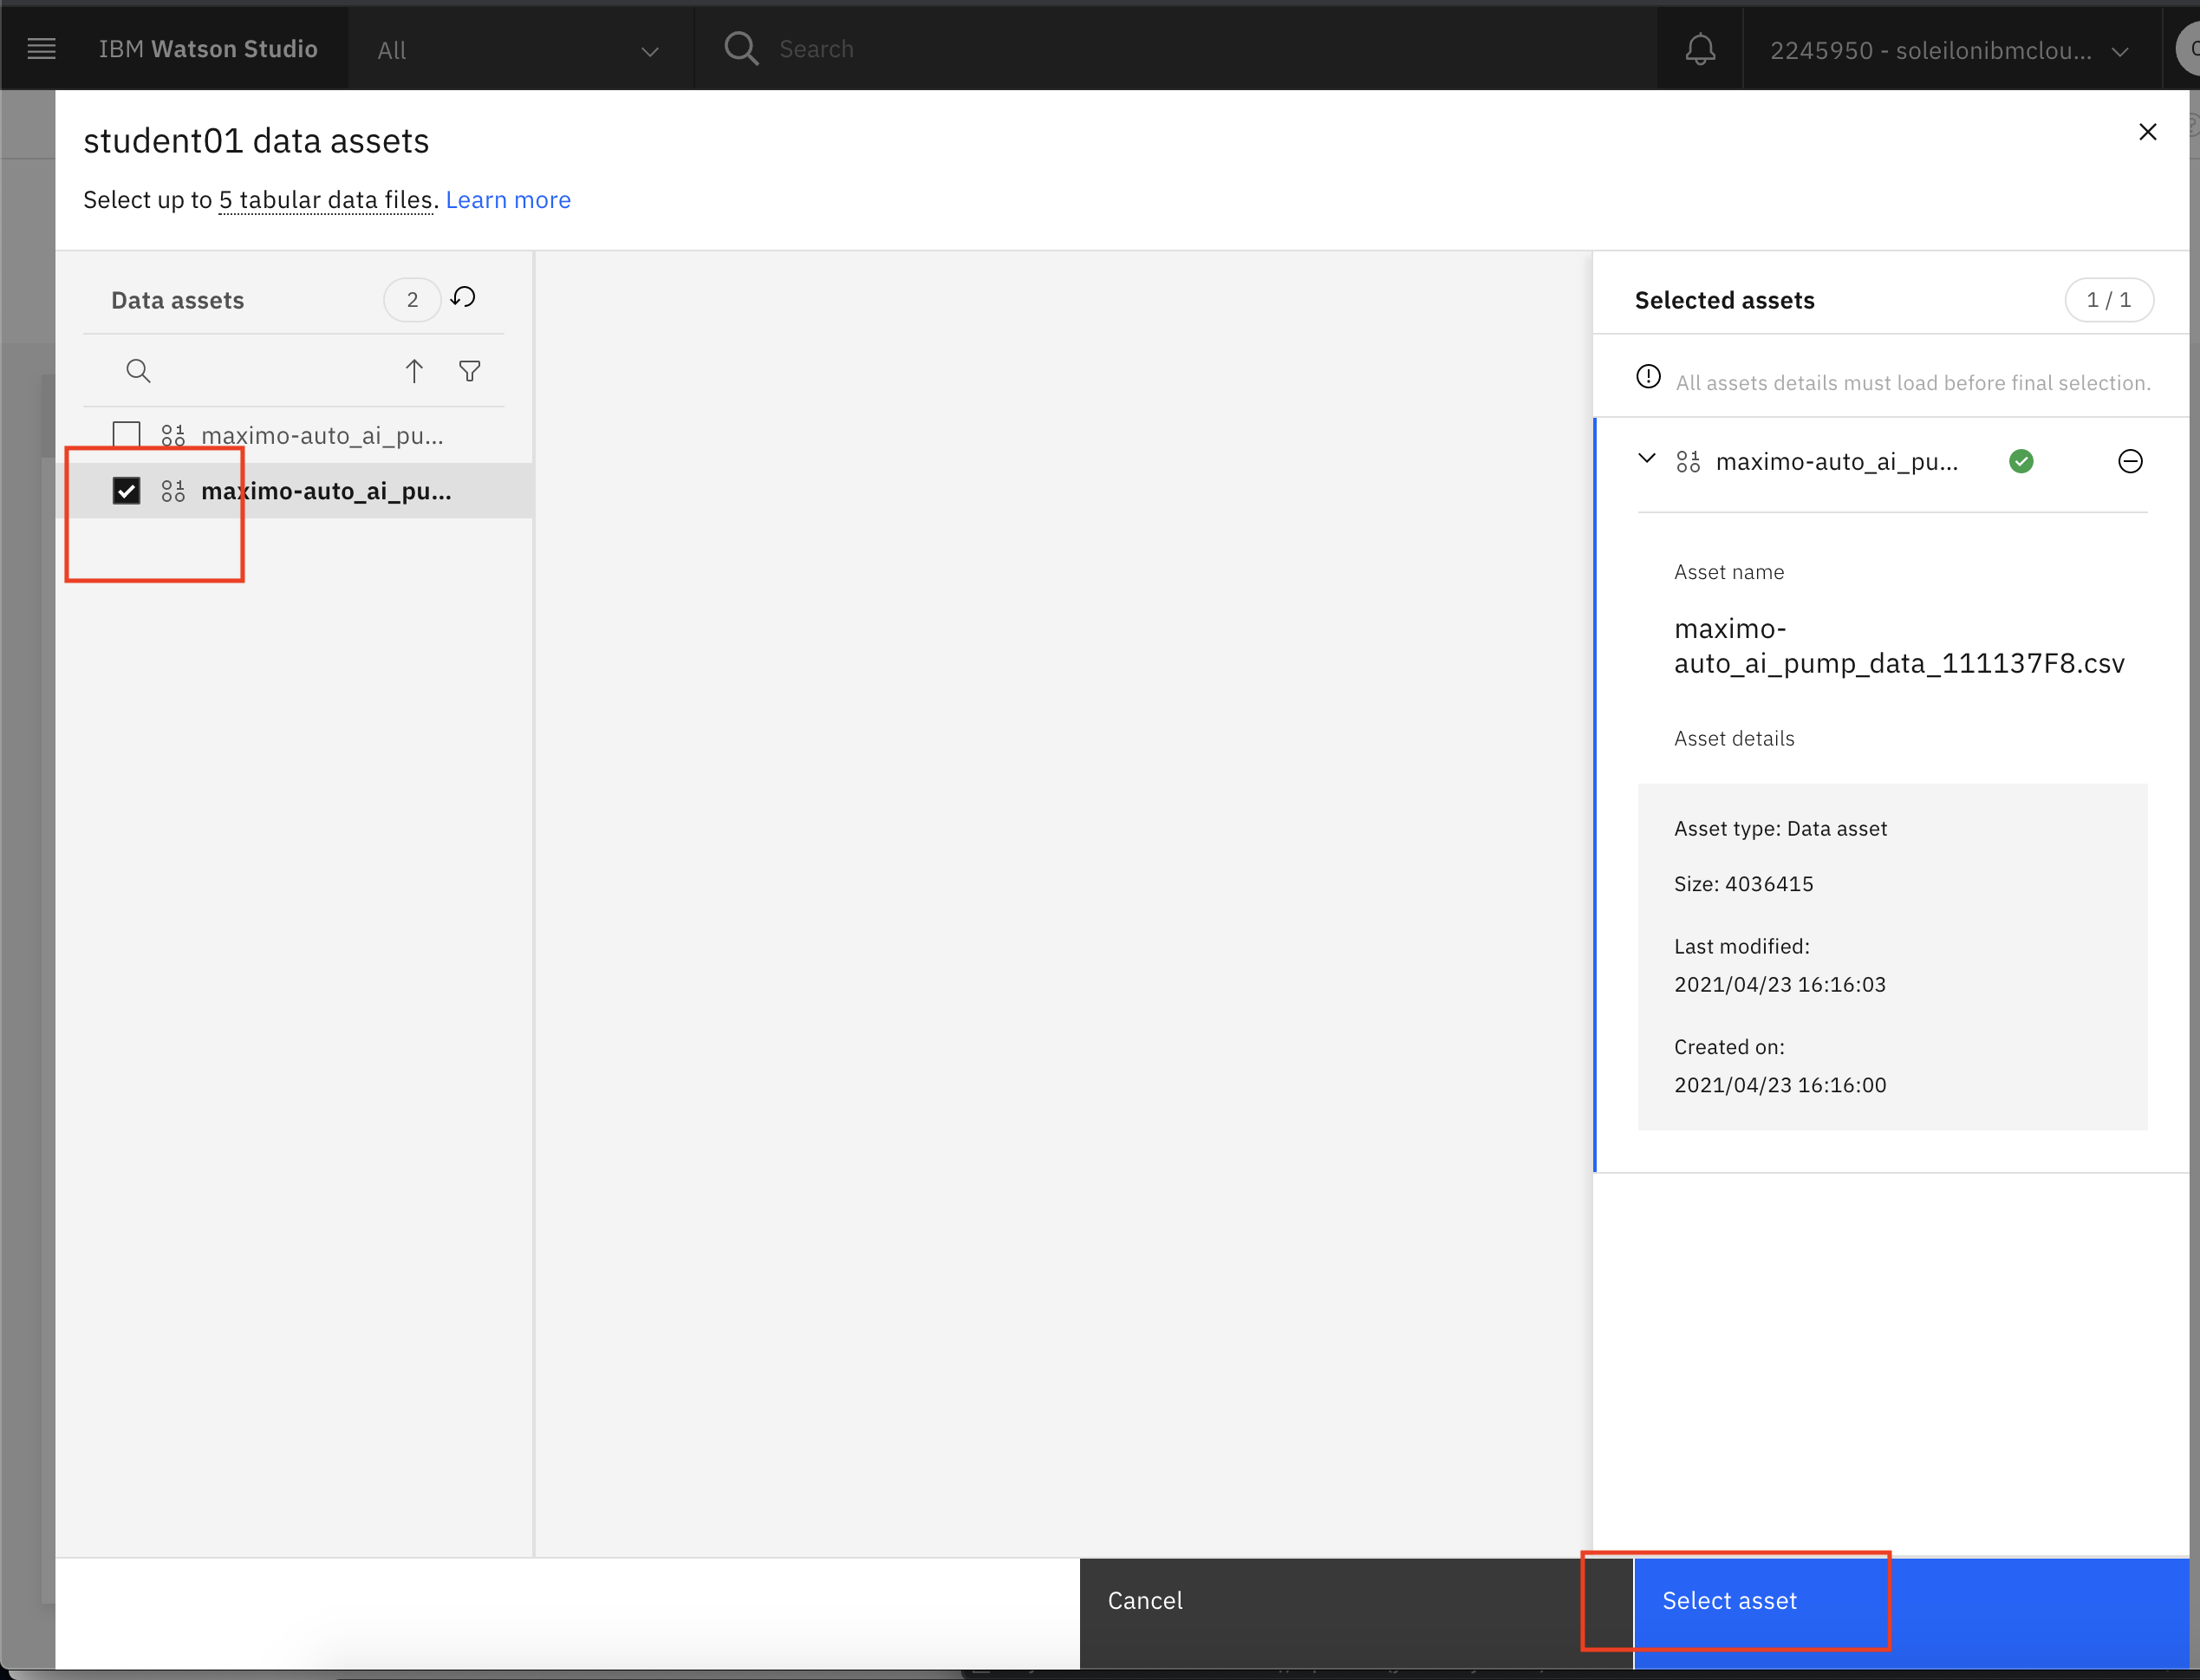 IBM Watson Studio
All
Search
2245950 - soleilonibmclou...
student01 data assets
Select up to 5 tabular data files. Learn more
Data assets
2
maximo-auto_ai_pu...
maximo-auto_ai_pu...
Selected assets
1 / 1
All assets details must load before final selection.
maximo-auto_ai_pu...
Asset name
maximo-
auto_ai_pump_data_111137F8.csv
Asset details
Asset type: Data asset
Size: 4036415
Last modified:
2021/04/23 16:16:03
Created on:
2021/04/23 16:16:00
Cancel
Select asset